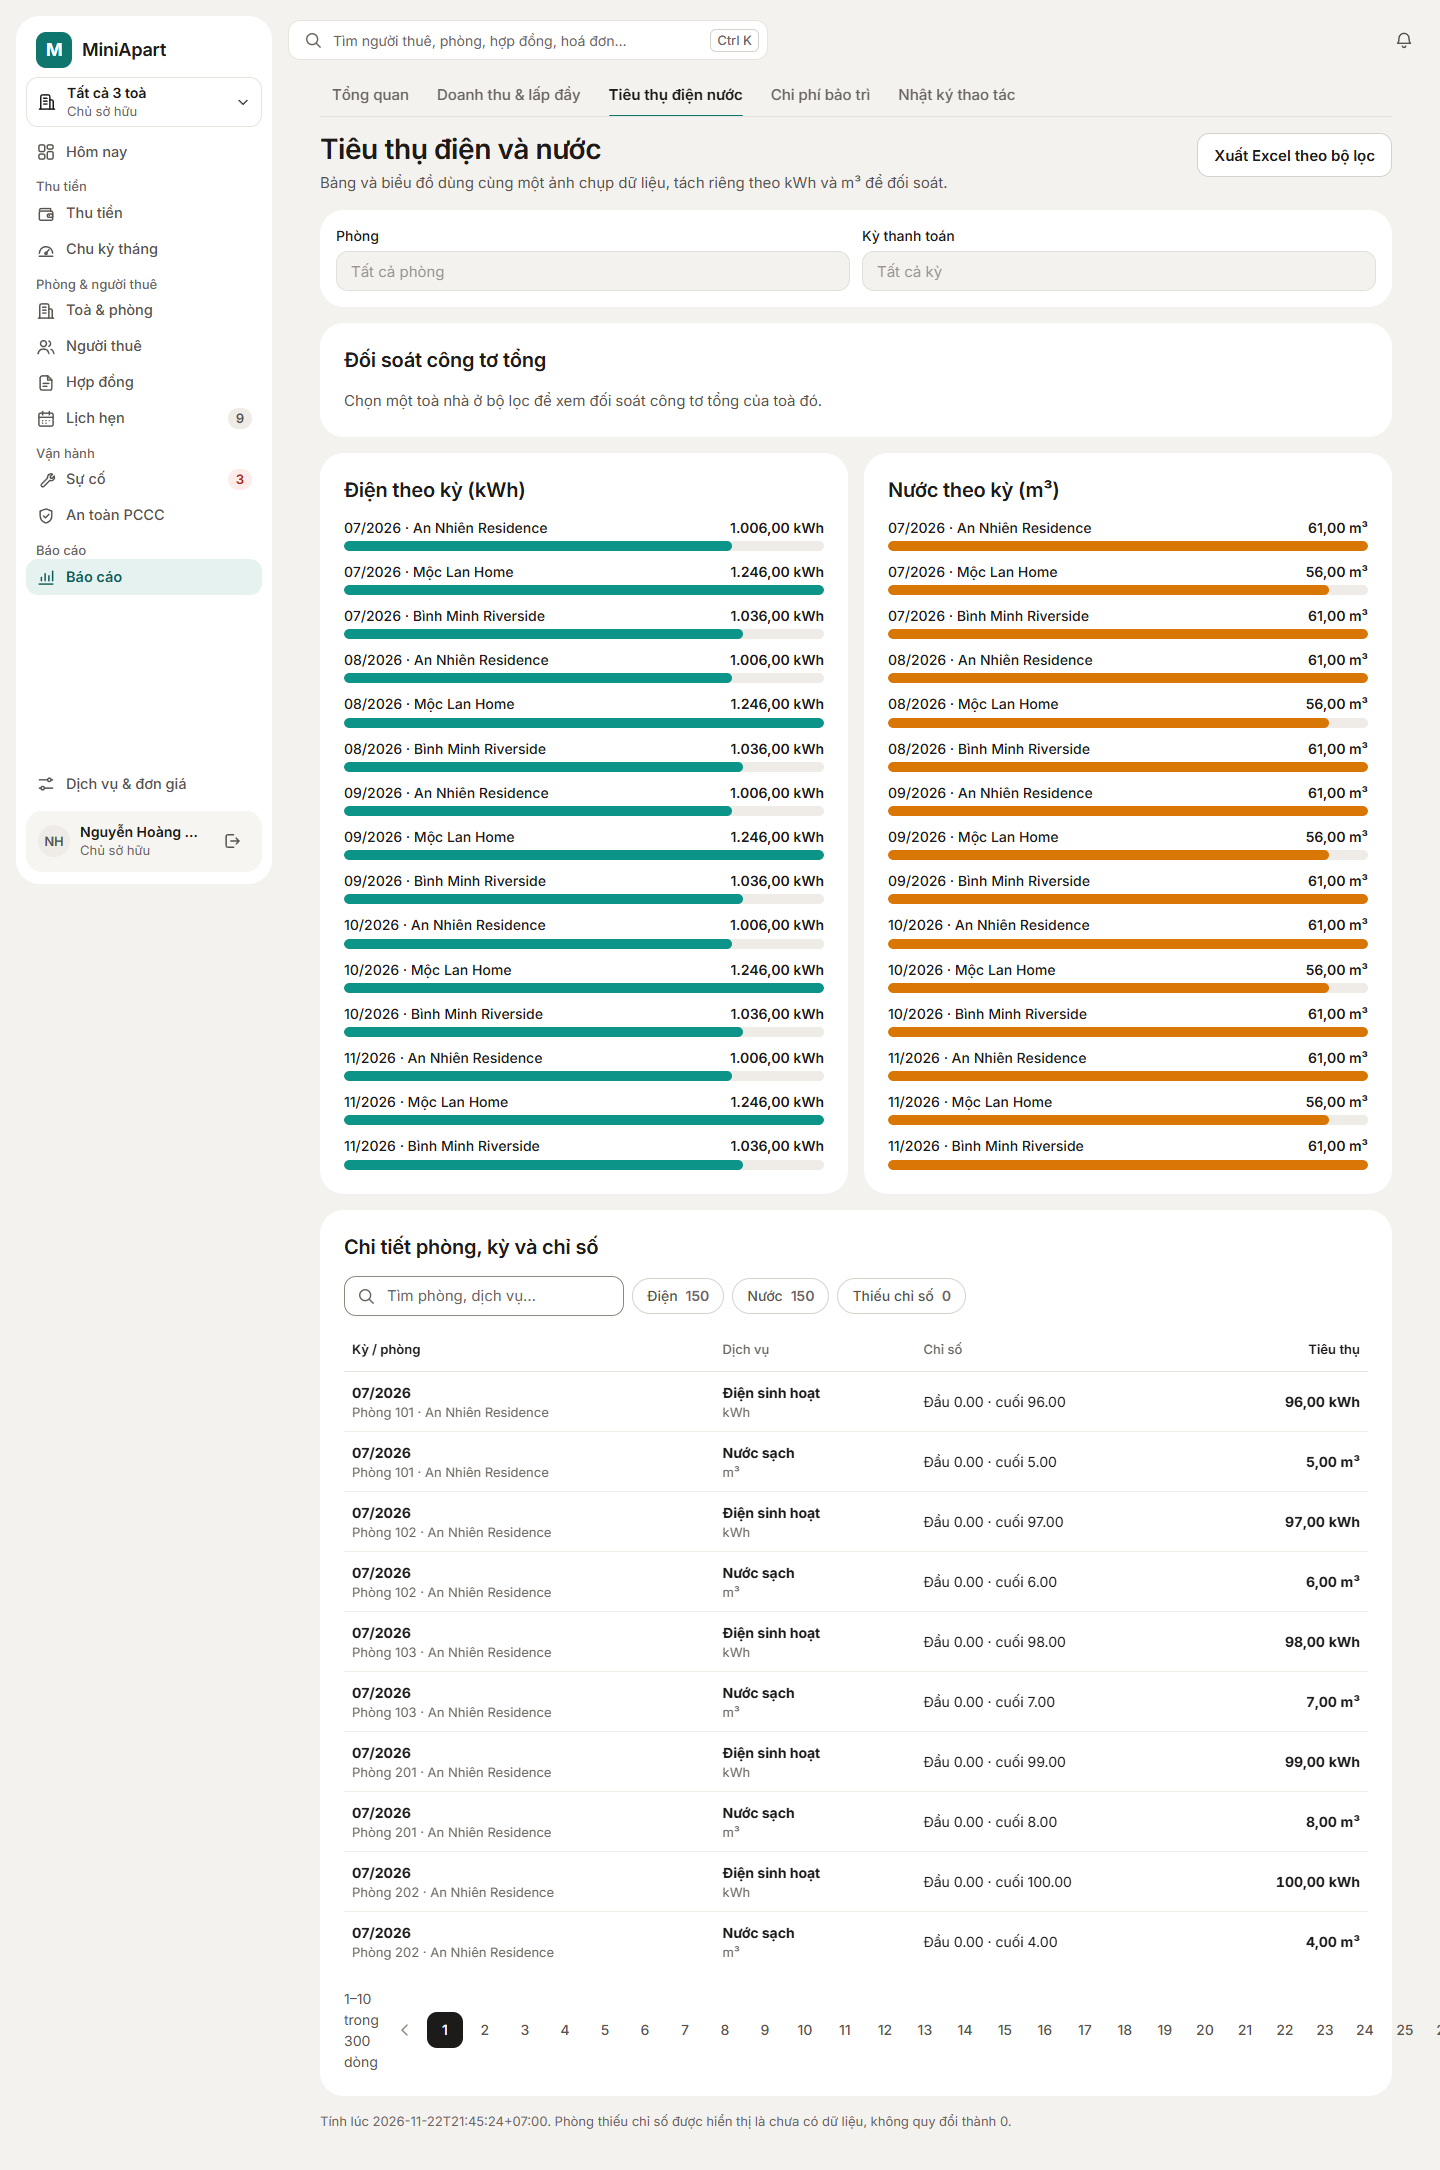 M MiniApart
Tất cả 3 toà
Chủ sở hữu
Hôm nay
Thu tiền
Thu tiền
Chu kỳ tháng
Phòng & người thuê
Toà & phòng
Người thuê
Hợp đồng
Lịch hẹn 9
Vận hành
Sự cố 3
An toàn PCCC
Báo cáo
Báo cáo
Dịch vụ & đơn giá
NH
Nguyễn Hoàng ...
Chủ sở hữu
Tìm người thuê, phòng, hợp đồng, hoá đơn... Ctrl K
Tổng quan Doanh thu & lấp đầy Tiêu thụ điện nước Chi phí bảo trì Nhật ký thao tác
Tiêu thụ điện và nước
Bảng và biểu đồ dùng cùng một ảnh chụp dữ liệu, tách riêng theo kWh và m³ để đối soát.
Xuất Excel theo bộ lọc
Phòng
Tất cả phòng
Kỳ thanh toán
Tất cả kỳ
Đối soát công tơ tổng
Chọn một toà nhà ở bộ lọc để xem đối soát công tơ tổng của toà đó.
Điện theo kỳ (kWh)
07/2026 · An Nhiên Residence 1.006,00 kWh
07/2026 · Mộc Lan Home 1.246,00 kWh
07/2026 · Bình Minh Riverside 1.036,00 kWh
08/2026 · An Nhiên Residence 1.006,00 kWh
08/2026 · Mộc Lan Home 1.246,00 kWh
08/2026 · Bình Minh Riverside 1.036,00 kWh
09/2026 · An Nhiên Residence 1.006,00 kWh
09/2026 · Mộc Lan Home 1.246,00 kWh
09/2026 · Bình Minh Riverside 1.036,00 kWh
10/2026 · An Nhiên Residence 1.006,00 kWh
10/2026 · Mộc Lan Home 1.246,00 kWh
10/2026 · Bình Minh Riverside 1.036,00 kWh
11/2026 · An Nhiên Residence 1.006,00 kWh
11/2026 · Mộc Lan Home 1.246,00 kWh
11/2026 · Bình Minh Riverside 1.036,00 kWh
Nước theo kỳ (m³)
07/2026 · An Nhiên Residence 61,00 m³
07/2026 · Mộc Lan Home 56,00 m³
07/2026 · Bình Minh Riverside 61,00 m³
08/2026 · An Nhiên Residence 61,00 m³
08/2026 · Mộc Lan Home 56,00 m³
08/2026 · Bình Minh Riverside 61,00 m³
09/2026 · An Nhiên Residence 61,00 m³
09/2026 · Mộc Lan Home 56,00 m³
09/2026 · Bình Minh Riverside 61,00 m³
10/2026 · An Nhiên Residence 61,00 m³
10/2026 · Mộc Lan Home 56,00 m³
10/2026 · Bình Minh Riverside 61,00 m³
11/2026 · An Nhiên Residence 61,00 m³
11/2026 · Mộc Lan Home 56,00 m³
11/2026 · Bình Minh Riverside 61,00 m³
Chi tiết phòng, kỳ và chỉ số
Tìm phòng, dịch vụ... Điện 150 Nước 150 Thiếu chỉ số 0
Kỳ / phòng Dịch vụ Chỉ số Tiêu thụ
07/2026 Điện sinh hoạt
Phòng 101 · An Nhiên Residence kWh Đầu 0.00 · cuối 96.00 96,00 kWh
07/2026 Nước sạch
Phòng 101 · An Nhiên Residence m³ Đầu 0.00 · cuối 5.00 5,00 m³
07/2026 Điện sinh hoạt
Phòng 102 · An Nhiên Residence kWh Đầu 0.00 · cuối 97.00 97,00 kWh
07/2026 Nước sạch
Phòng 102 · An Nhiên Residence m³ Đầu 0.00 · cuối 6.00 6,00 m³
07/2026 Điện sinh hoạt
Phòng 103 · An Nhiên Residence kWh Đầu 0.00 · cuối 98.00 98,00 kWh
07/2026 Nước sạch
Phòng 103 · An Nhiên Residence m³ Đầu 0.00 · cuối 7.00 7,00 m³
07/2026 Điện sinh hoạt
Phòng 201 · An Nhiên Residence kWh Đầu 0.00 · cuối 99.00 99,00 kWh
07/2026 Nước sạch
Phòng 201 · An Nhiên Residence m³ Đầu 0.00 · cuối 8.00 8,00 m³
07/2026 Điện sinh hoạt
Phòng 202 · An Nhiên Residence kWh Đầu 0.00 · cuối 100.00 100,00 kWh
07/2026 Nước sạch
Phòng 202 · An Nhiên Residence m³ Đầu 0.00 · cuối 4.00 4,00 m³
1–10
trong
300
dòng
1 2 3 4 5 6 7 8 9 10 11 12 13 14 15 16 17 18 19 20 21 22 23 24 25
Tính lúc 2026-11-22T21:45:24+07:00. Phòng thiếu chỉ số được hiển thị là chưa có dữ liệu, không quy đổi thành 0.